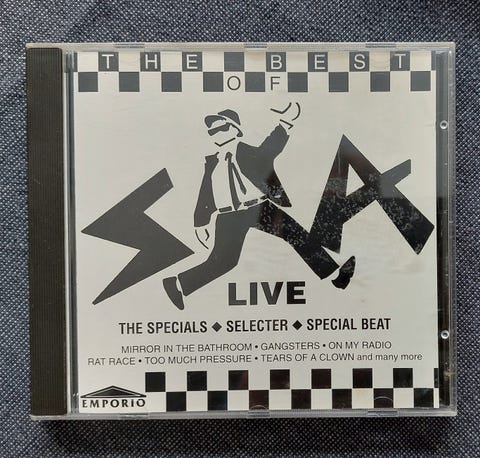 THE BEST
OF
SKA
LIVE
THE SPECIALS ◆ SELECTER ◆ SPECIAL BEAT
MIRROR IN THE BATHROOM • GANGSTERS • ON MY RADIO
RAT RACE • TOO MUCH PRESSURE • TEARS OF A CLOWN and many more
EMPORIO